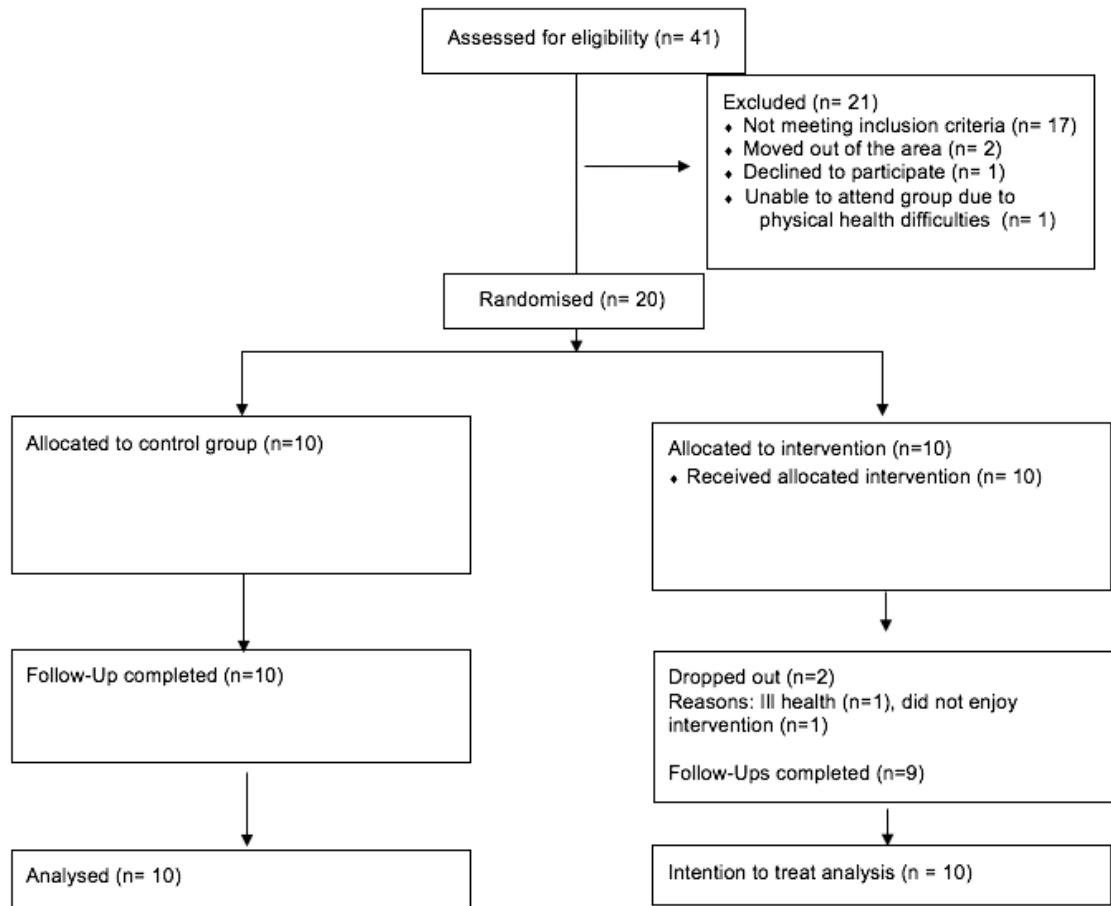 Assessed for eligibility (n= 41)
Excluded (n= 21)
♦ Not meeting inclusion criteria (n= 17)
♦ Moved out of the area (n= 2)
♦ Declined to participate (n= 1)
♦ Unable to attend group due to
physical health difficulties (n= 1)
Randomised (n= 20)
Allocated to control group (n=10)
Allocated to intervention (n=10)
♦ Received allocated intervention (n= 10)
Follow-Up completed (n=10)
Dropped out (n=2)
Reasons: Ill health (n=1), did not enjoy
intervention (n=1)
Follow-Ups completed (n=9)
Analysed (n= 10)
Intention to treat analysis (n = 10)